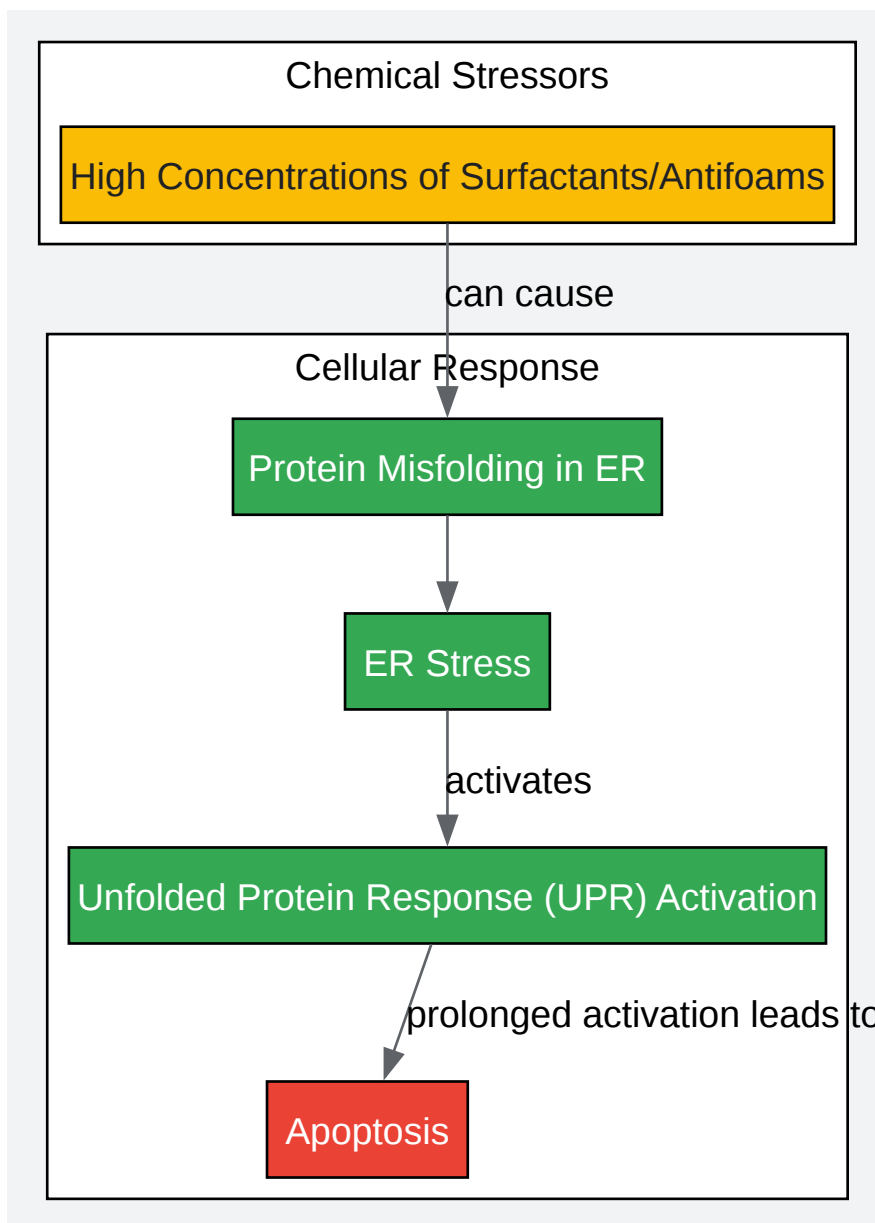 Chemical Stressors
High Concentrations of Surfactants/Antifoams
can cause
Cellular Response
Protein Misfolding in ER
ER Stress
activates
Unfolded Protein Response (UPR) Activation
prolonged activation leads to
Apoptosis